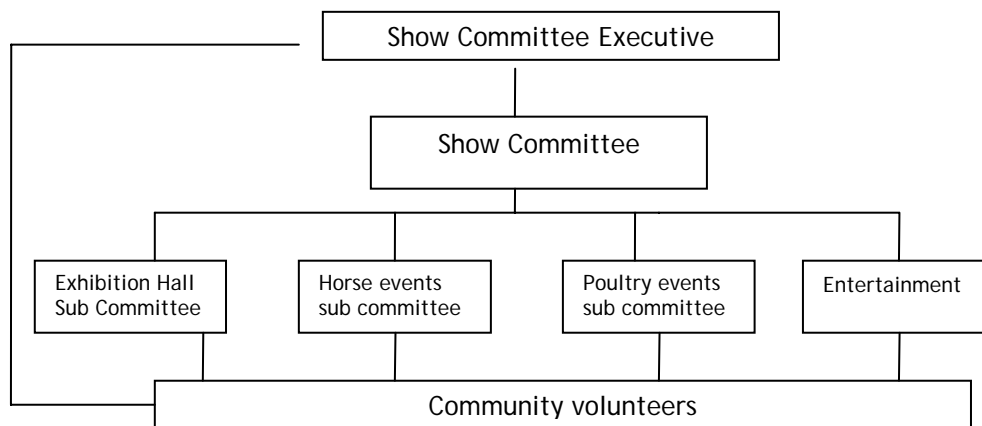 Show Committee Executive
Show Committee
Exhibition Hall
Sub Committee
Horse events
sub committee
Poultry events
sub committee
Entertainment
Community volunteers